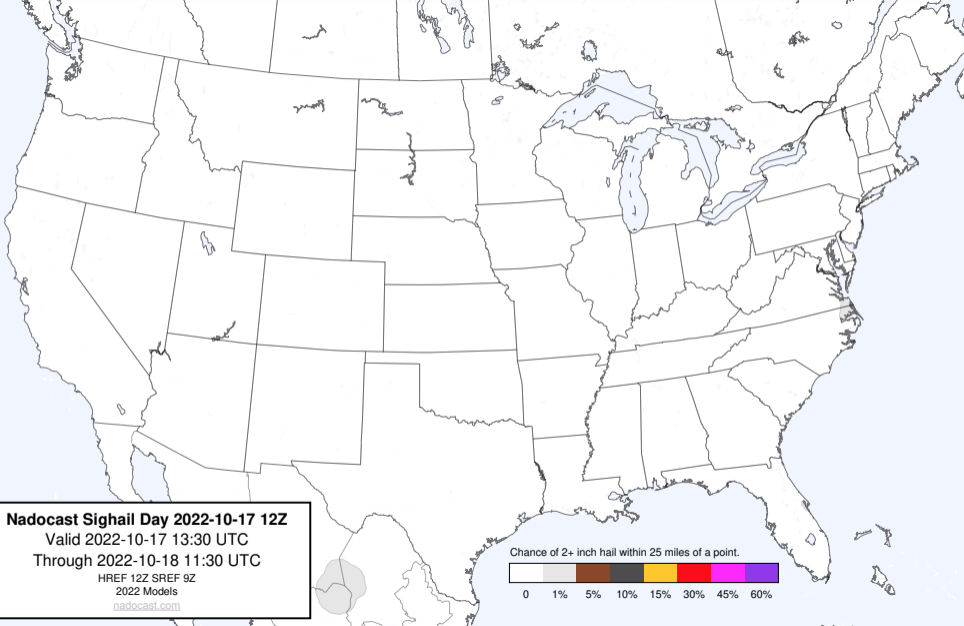 Nadocast Sighail Day 2022-10-17 12Z
Valid 2022-10-17 13:30 UTC
Through 2022-10-18 11:30 UTC
HREF 12Z SREF 9Z
2022 Models
nadocast.com
Chance of 2+ inch hail within 25 miles of a point.
0 1% 5% 10% 15% 30% 45% 60%